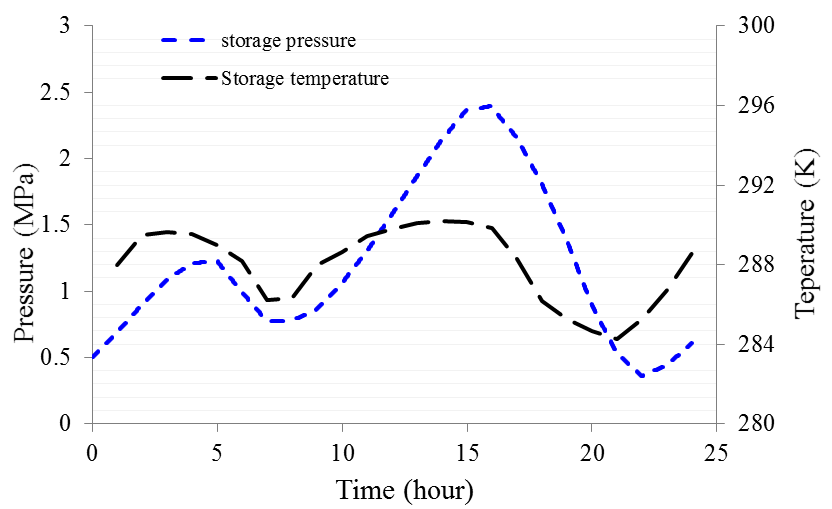 3
300
storage pressure
Storage temperature
2.5
296
2
292
1.5
288
1
284
0.5
0
280
Pressure (MPa)
Teperature (K)
0 5 10 15 20 25
Time (hour)